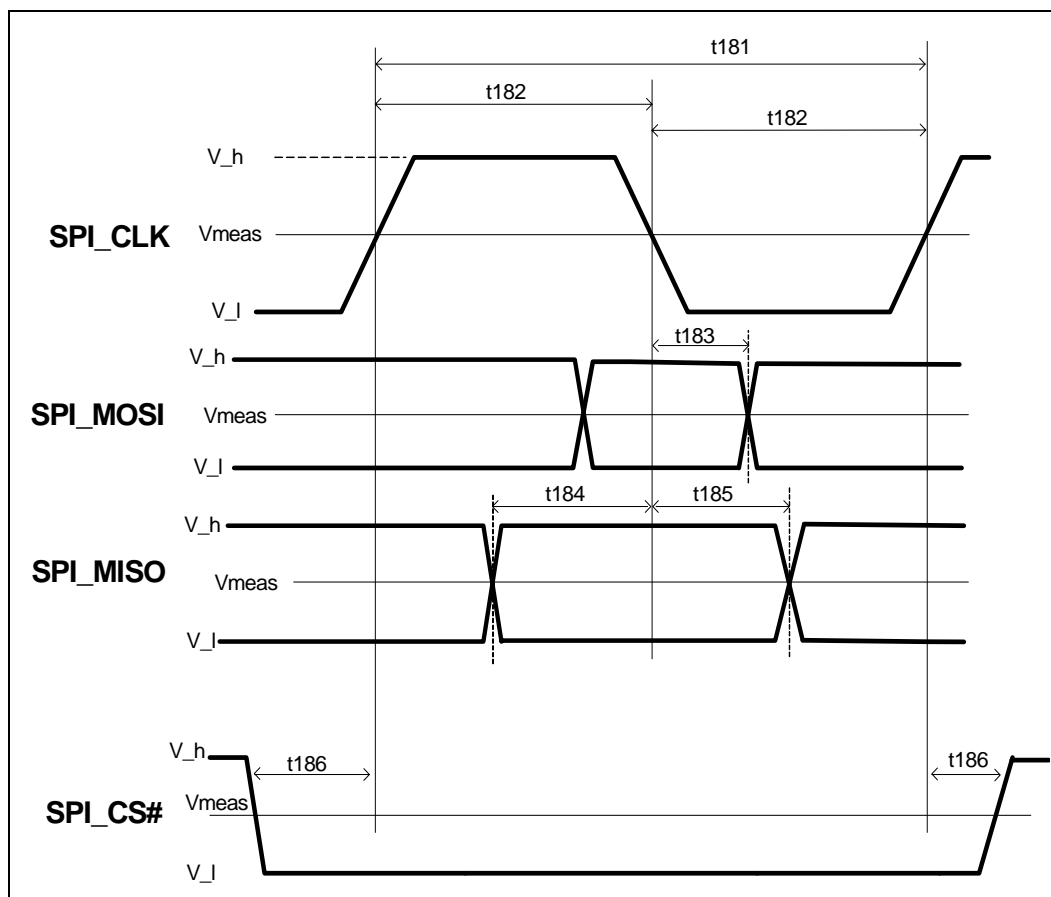 t181
t182
t182
V_h
SPI_CLK
Vmeas
V_l
t183
V_h
SPI_MOSI
Vmeas
V_l
t184
t185
V_h
SPI_MISO
Vmeas
V_l
V_h
t186
t186
Vmeas
SPI_CS#
V_l